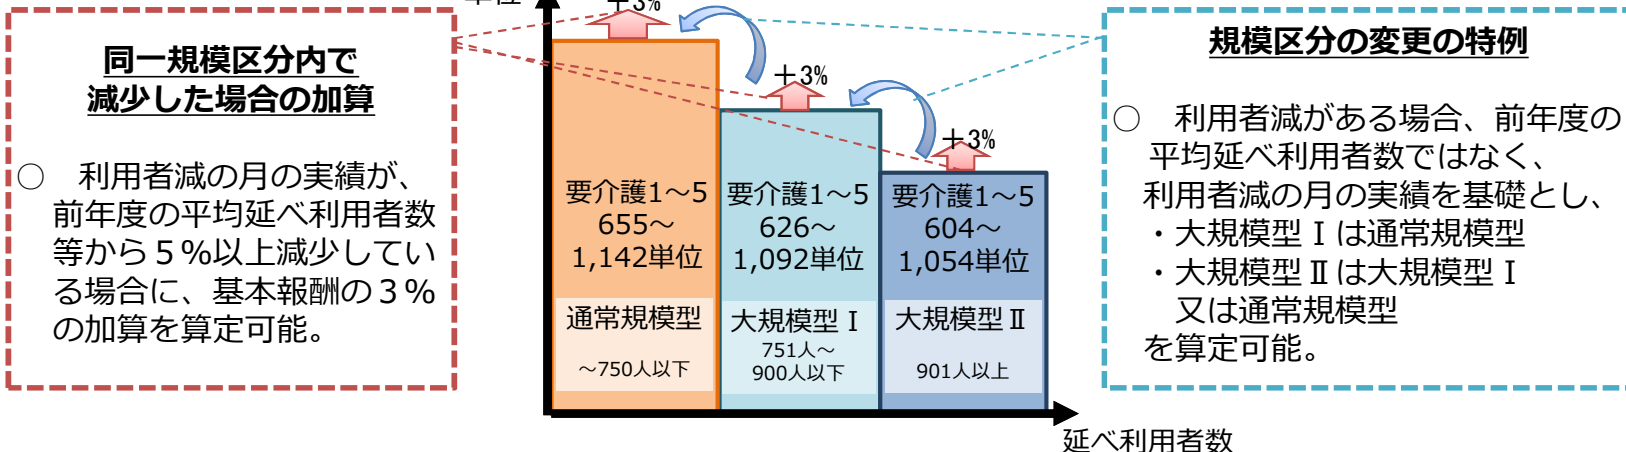 同一規模区分内で
減少した場合の加算
○　利用者減の月の実績が、
前年度の平均延べ利用者数
等から５%以上減少してい
る場合に、基本報酬の３%
の加算を算定可能。
単位
＋3%
＋3%
＋3%
要介護1～5
655～
1,142単位
通常規模型
～750人以下
要介護1～5
626～
1,092単位
大規模型Ⅰ
751人～
900人以下
要介護1～5
604～
1,054単位
大規模型Ⅱ
901人以上
延べ利用者数
規模区分の変更の特例
○　利用者減がある場合、前年度の
平均延べ利用者数ではなく、
利用者減の月の実績を基礎とし、
・大規模型Ⅰは通常規模型
・大規模型Ⅱは大規模型Ⅰ
又は通常規模型
を算定可能。